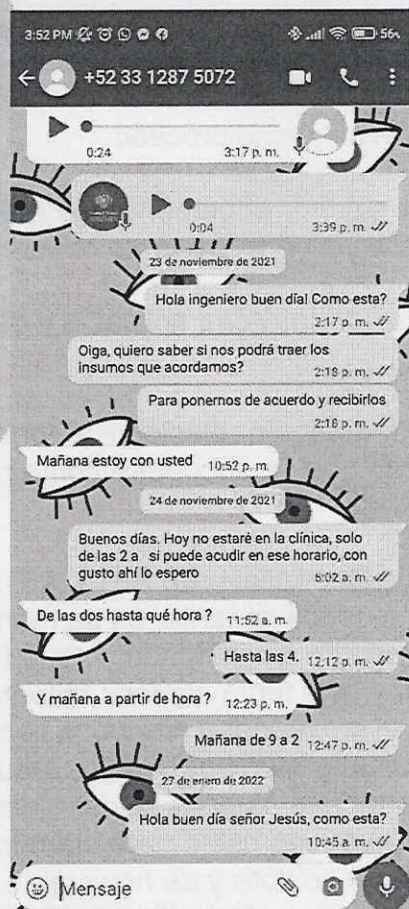 3:52 PM 56%
+52 33 1287 5072
0:24 3:17 p. m.
0:04 3:39 p. m.
23 de noviembre de 2021
Hola ingeniero buen día! Como esta?
2:17 p. m.
Oiga, quiero saber si nos podrá traer los
insumos que acordamos?
2:18 p. m.
Para ponernos de acuerdo y recibirlos
2:18 p. m.
Mañana estoy con usted 10:52 p. m.
24 de noviembre de 2021
Buenos días. Hoy no estaré en la clínica, solo
de las 2 a si puede acudir en ese horario, con
gusto ahí lo espero
8:02 a. m.
De las dos hasta qué hora ? 11:52 a. m.
Hasta las 4. 12:12 p. m.
Y mañana a partir de hora ? 12:23 p. m.
Mañana de 9 a 2 12:47 p. m.
27 de enero de 2022
Hola buen día señor Jesús, como esta?
10:45 a. m.
Mensaje